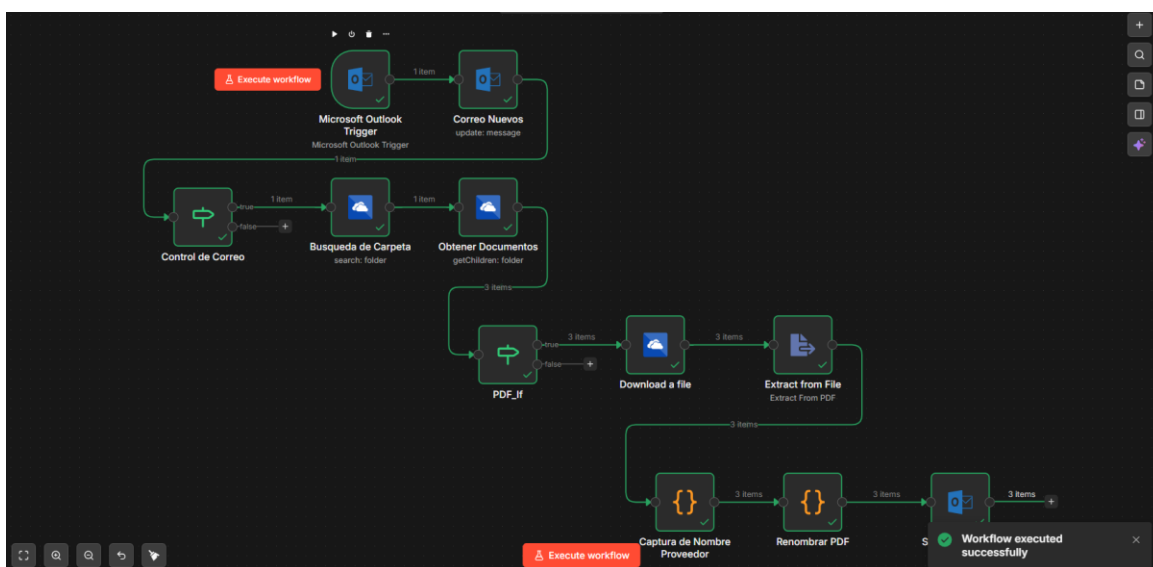 Execute workflow
1 item
Microsoft Outlook
Trigger
Microsoft Outlook Trigger
Correo Nuevos
update: message
1 item
true
false
1 item
1 item
Control de Correo
Busqueda de Carpeta
search: folder
Obtener Documentos
getChildren: folder
3 items
true
false
3 items
3 items
PDF_If
Download a file
Extract from File
Extract From PDF
3 items
3 items
3 items
3 items
Captura de Nombre
Proveedor
Renombrar PDF
S
Execute workflow
Workflow executed
successfully